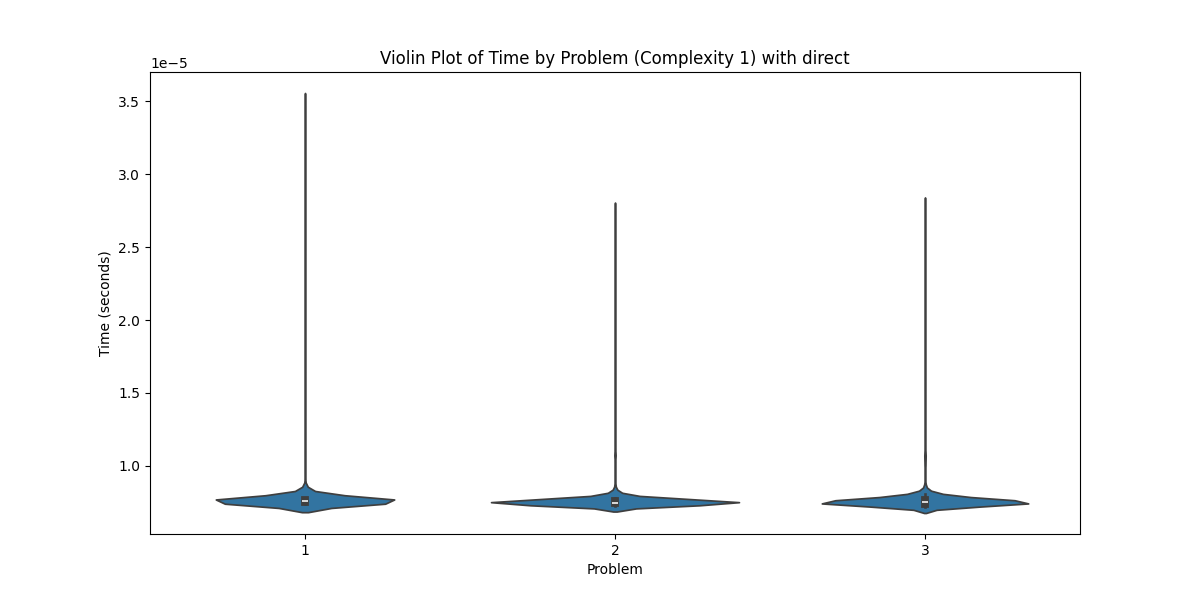 Violin Plot of Time by Problem (Complexity 1) with direct
1e−5
3.5
3.0
2.5
2.0
1.5
1.0
Time (seconds)
1 2 3
Problem